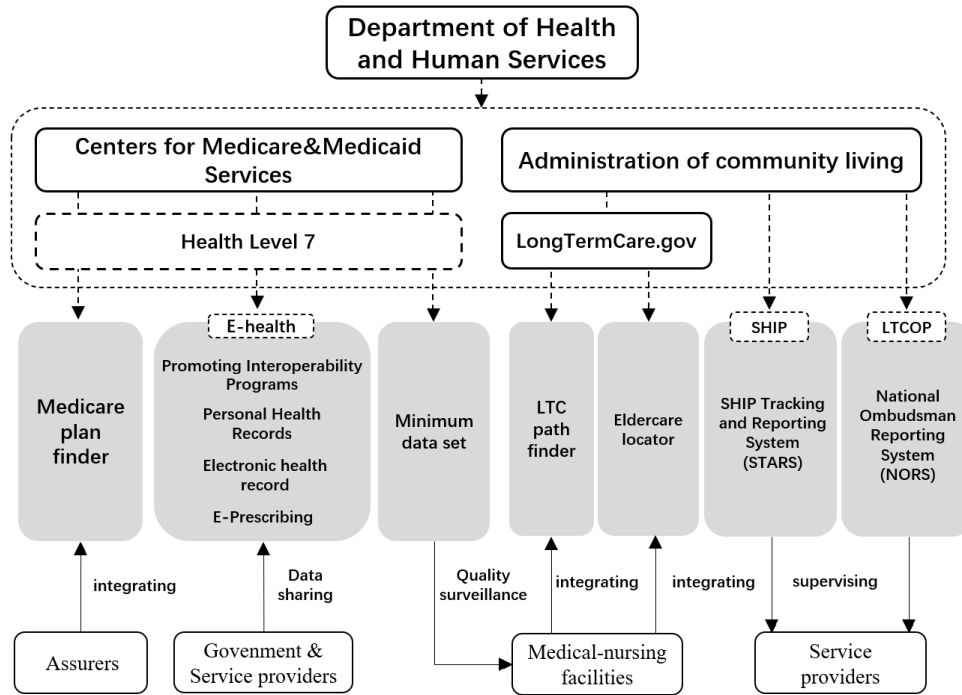 Department of Health
and Human Services
Centers for Medicare&Medicaid
Services
Administration of community living
Health Level 7
LongTermCare.gov
E-health
SHIP
LTCOP
Medicare
plan
finder
Promoting Interoperability
Programs
Personal Health
Records
Electronic health
record
E-Prescribing
Minimum
data set
LTC
path
finder
Eldercare
locator
SHIP Tracking
and Reporting
System
(STARS)
National
Ombudsman
Reporting
System
(NORS)
integrating
Data
sharing
Quality
surveillance
integrating
integrating
supervising
Assurers
Govenment &
Service providers
Medical-nursing
facilities
Service
providers